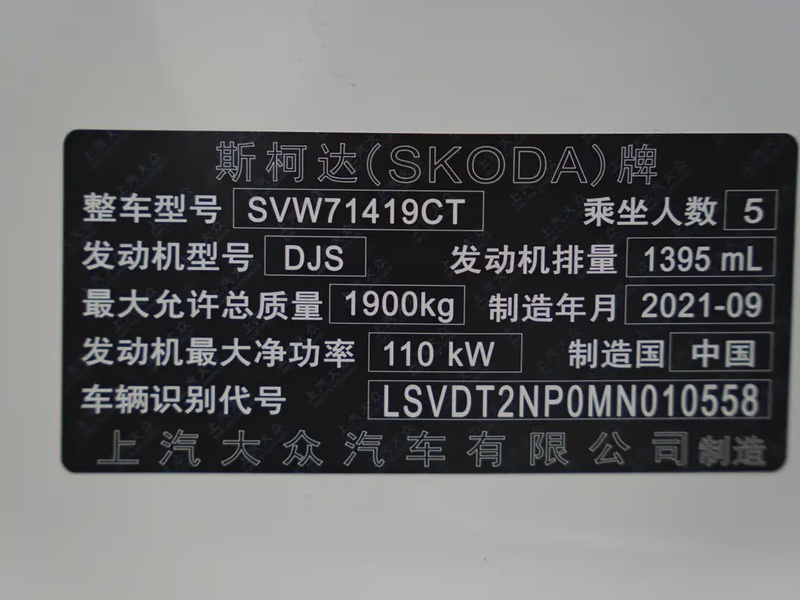 斯柯达(SKODA)牌
整车型号 SVW71419CT 乘坐人数 5
发动机型号 DJS 发动机排量 1395 mL
最大允许总质量 1900kg 制造年月 2021-09
发动机最大净功率 110 kW 制造国 中国
车辆识别代号 LSVDT2NP0MN010558
上汽大众汽车有限公司制造